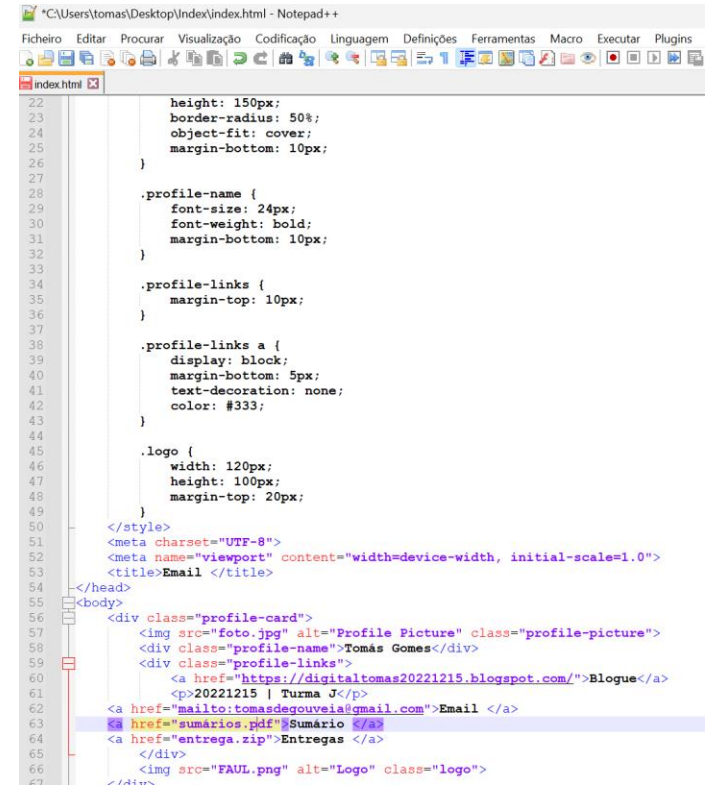 *C:\Users\tomas\Desktop\Index\index.html - Notepad++
Ficheiro Editar Procurar Visualização Codificação Linguagem Definições Ferramentas Macro Executar Plugins
index.html
22 height: 150px;
23 border-radius: 50%;
24 object-fit: cover;
25 margin-bottom: 10px;
26 }
27
28 .profile-name {
29 font-size: 24px;
30 font-weight: bold;
31 margin-bottom: 10px;
32 }
33
34 .profile-links {
35 margin-top: 10px;
36 }
37
38 .profile-links a {
39 display: block;
40 margin-bottom: 5px;
41 text-decoration: none;
42 color: #333;
43 }
44
45 .logo {
46 width: 120px;
47 height: 100px;
48 margin-top: 20px;
49 }
50 </style>
51 <meta charset="UTF-8">
52 <meta name="viewport" content="width=device-width, initial-scale=1.0">
53 <title>Email </title>
54 </head>
55 <body>
56 <div class="profile-card">
57 <img src="foto.jpg" alt="Profile Picture" class="profile-picture">
58 <div class="profile-name">Tomás Gomes</div>
59 <div class="profile-links">
60 <a href="https://digitaltomas20221215.blogspot.com/">Blogue</a>
61 <p>20221215 | Turma J</p>
62 <a href="mailto:tomasdegouveia@gmail.com">Email </a>
63 <a href="sumários.pdf">Sumário </a>
64 <a href="entrega.zip">Entregas </a>
65 </div>
66 <img src="FAUL.png" alt="Logo" class="logo">
67 </div>